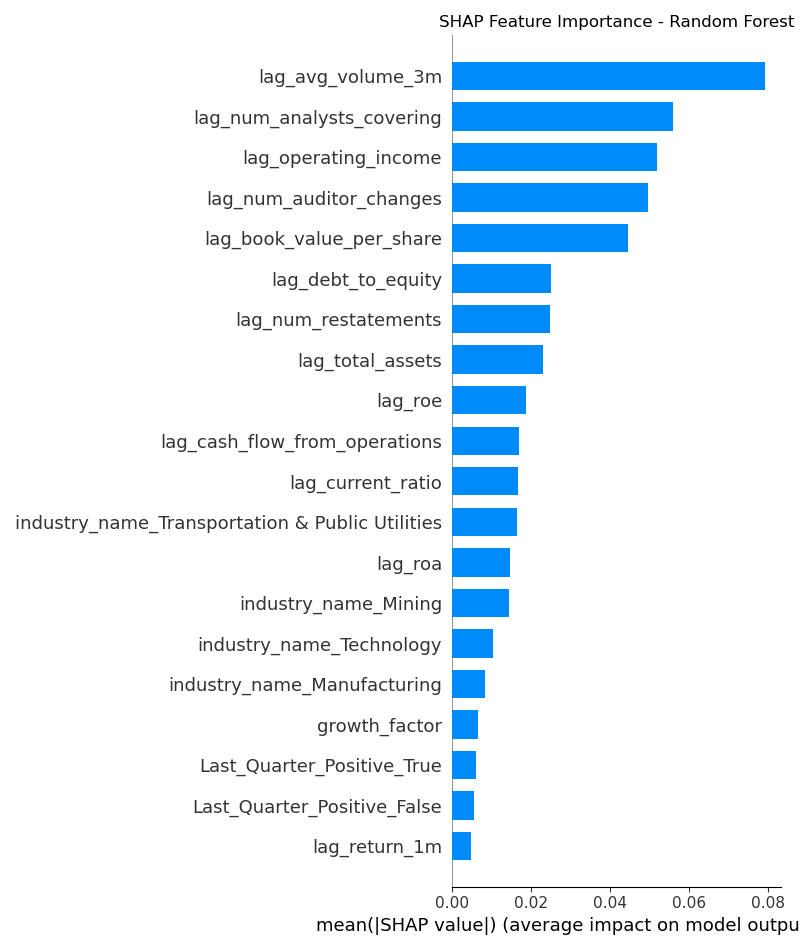 SHAP Feature Importance - Random Forest
lag_avg_volume_3m
lag_num_analysts_covering
lag_operating_income
lag_num_auditor_changes
lag_book_value_per_share
lag_debt_to_equity
lag_num_restatements
lag_total_assets
lag_roe
lag_cash_flow_from_operations
lag_current_ratio
industry_name_Transportation & Public Utilities
lag_roa
industry_name_Mining
industry_name_Technology
industry_name_Manufacturing
growth_factor
Last_Quarter_Positive_True
Last_Quarter_Positive_False
lag_return_1m
0.00 0.02 0.04 0.06 0.08
mean(|SHAP value|) (average impact on model outpu